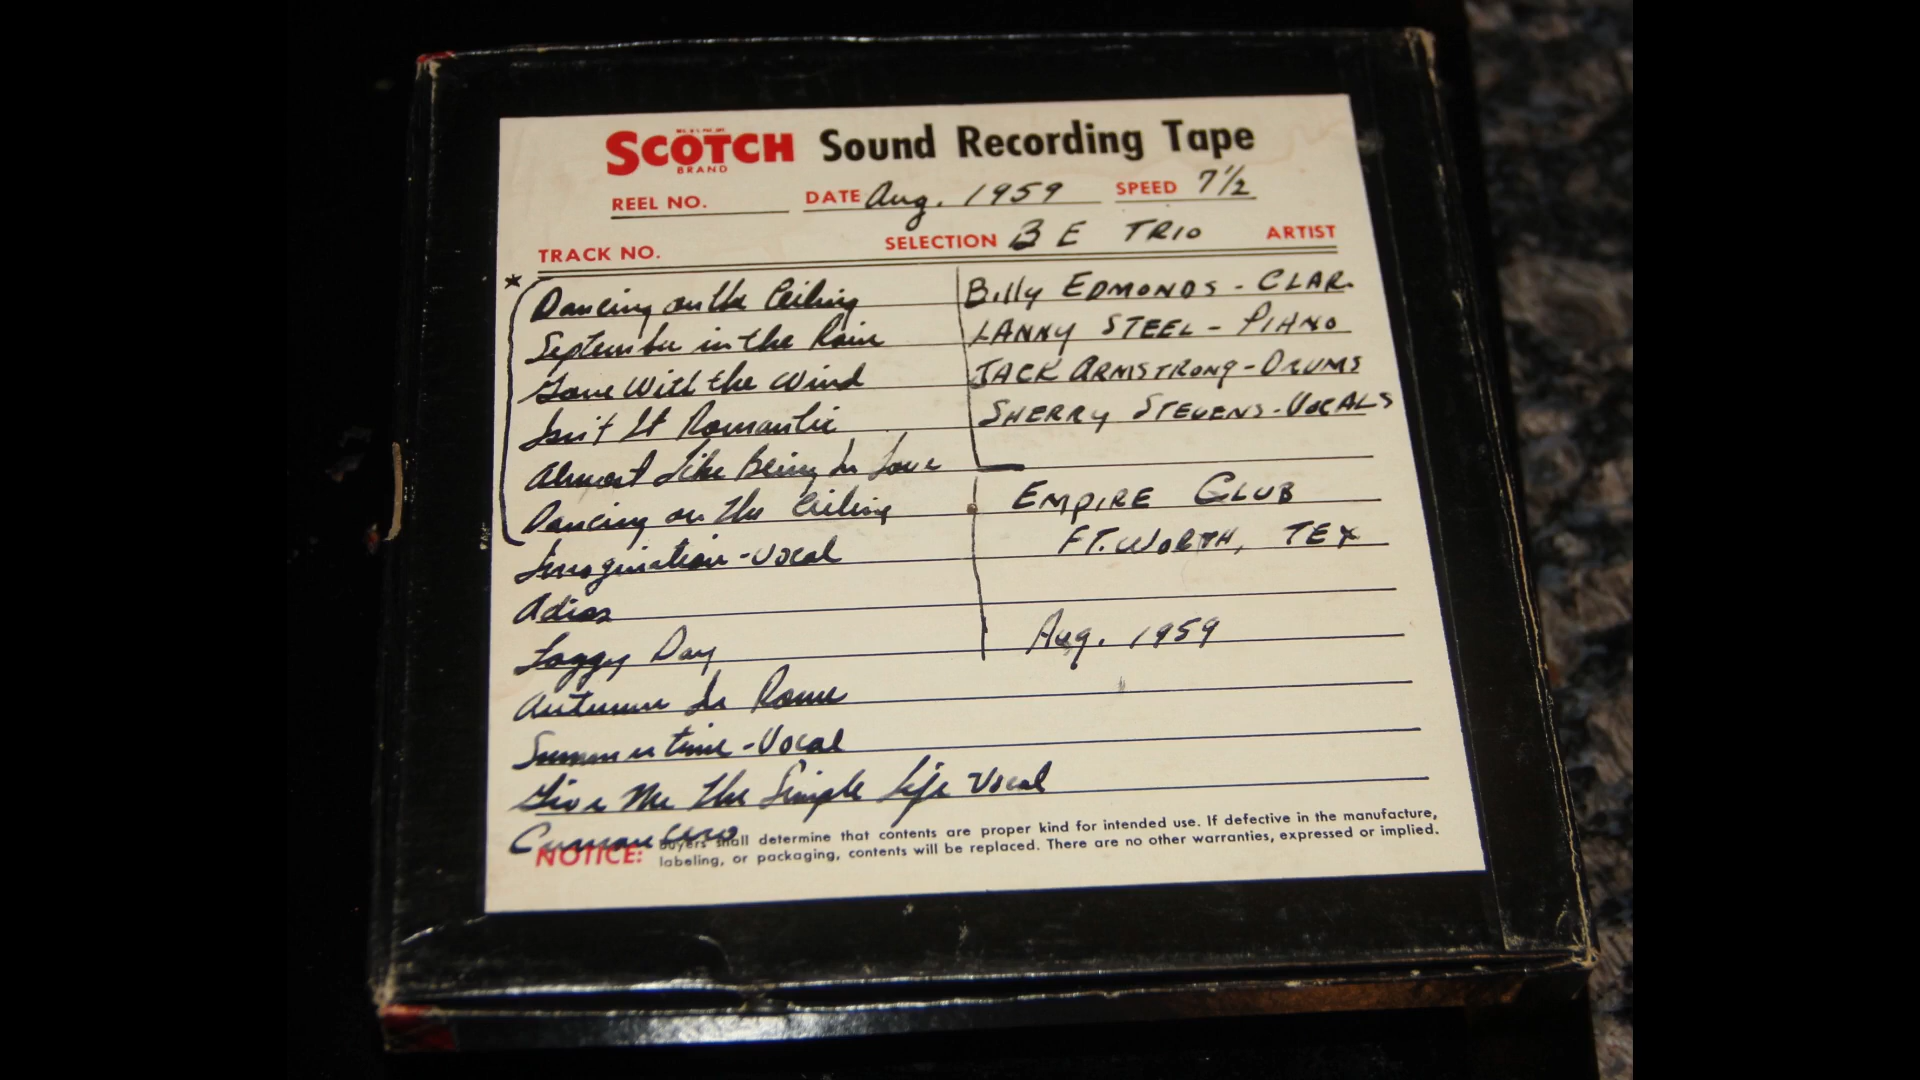 SCOTCH BRAND Sound Recording Tape
REEL NO. DATE Aug. 1959 SPEED 7 1/2
TRACK NO. SELECTION B E TRIO ARTIST
* Dancing on the Ceiling Billy EDMONDS - CLAR.
September in the Rain LANNY STEEL - PIANO
Gone With the Wind JACK ARMSTRONG - DRUMS
Isn't It Romantic SHERRY STEVENS - VOCALS
Almost Like Being In Love
Dancing on the Ceiling EMPIRE CLUB
Imagination - Vocal FT. WORTH, TEX
Adios
Foggy Day Aug. 1959
Autumn In Rome
Summertime - Vocal
Give Me The Simple Life Vocal
NOTICE: Buyers shall determine that contents are proper kind for intended use. If defective in the manufacture,
labeling, or packaging, contents will be replaced. There are no other warranties, expressed or implied.